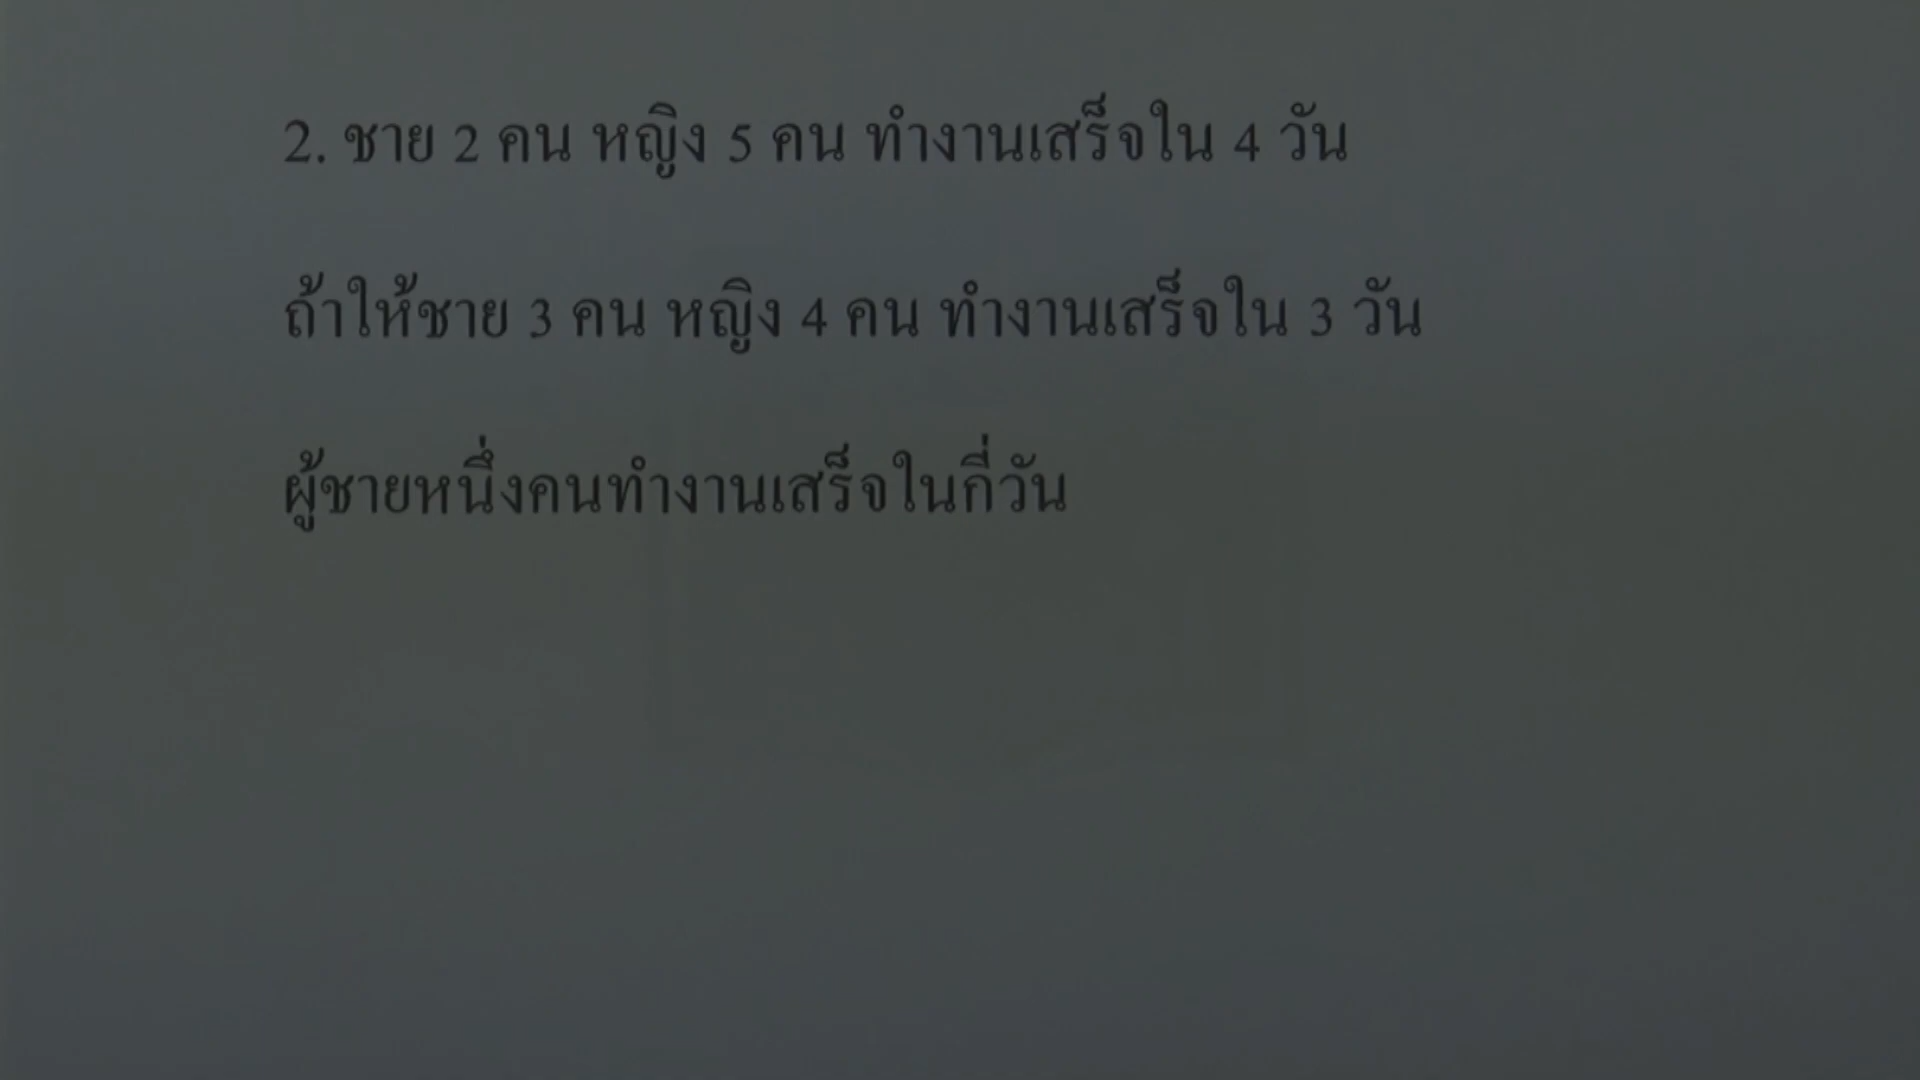 2. ชาย 2 คน หญิง 5 คน ทำงานเสร็จใน 4 วัน
ถ้าให้ชาย 3 คน หญิง 4 คน ทำงานเสร็จใน 3 วัน
ผู้ชายหนึ่งคนทำงานเสร็จในกี่วัน